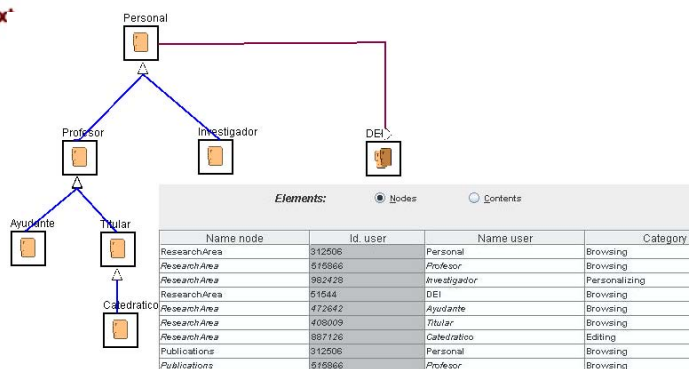 Personal
Profesor
Investigador
DEI
Elements: Nodes Contents
Ayudante
Titular
Name node Id. user Name user Category
ResearchArea 312506 Personal Browsing
ResearchArea 515866 Profesor Browsing
ResearchArea 982428 Investigador Personalizing
ResearchArea 51544 DEI Browsing
ResearchArea 472642 Ayudante Browsing
Catedratico
ResearchArea 408009 Titular Browsing
ResearchArea 887126 Catedratico Editing
Publications 312506 Personal Browsing
Publications 515866 Profesor Browsing